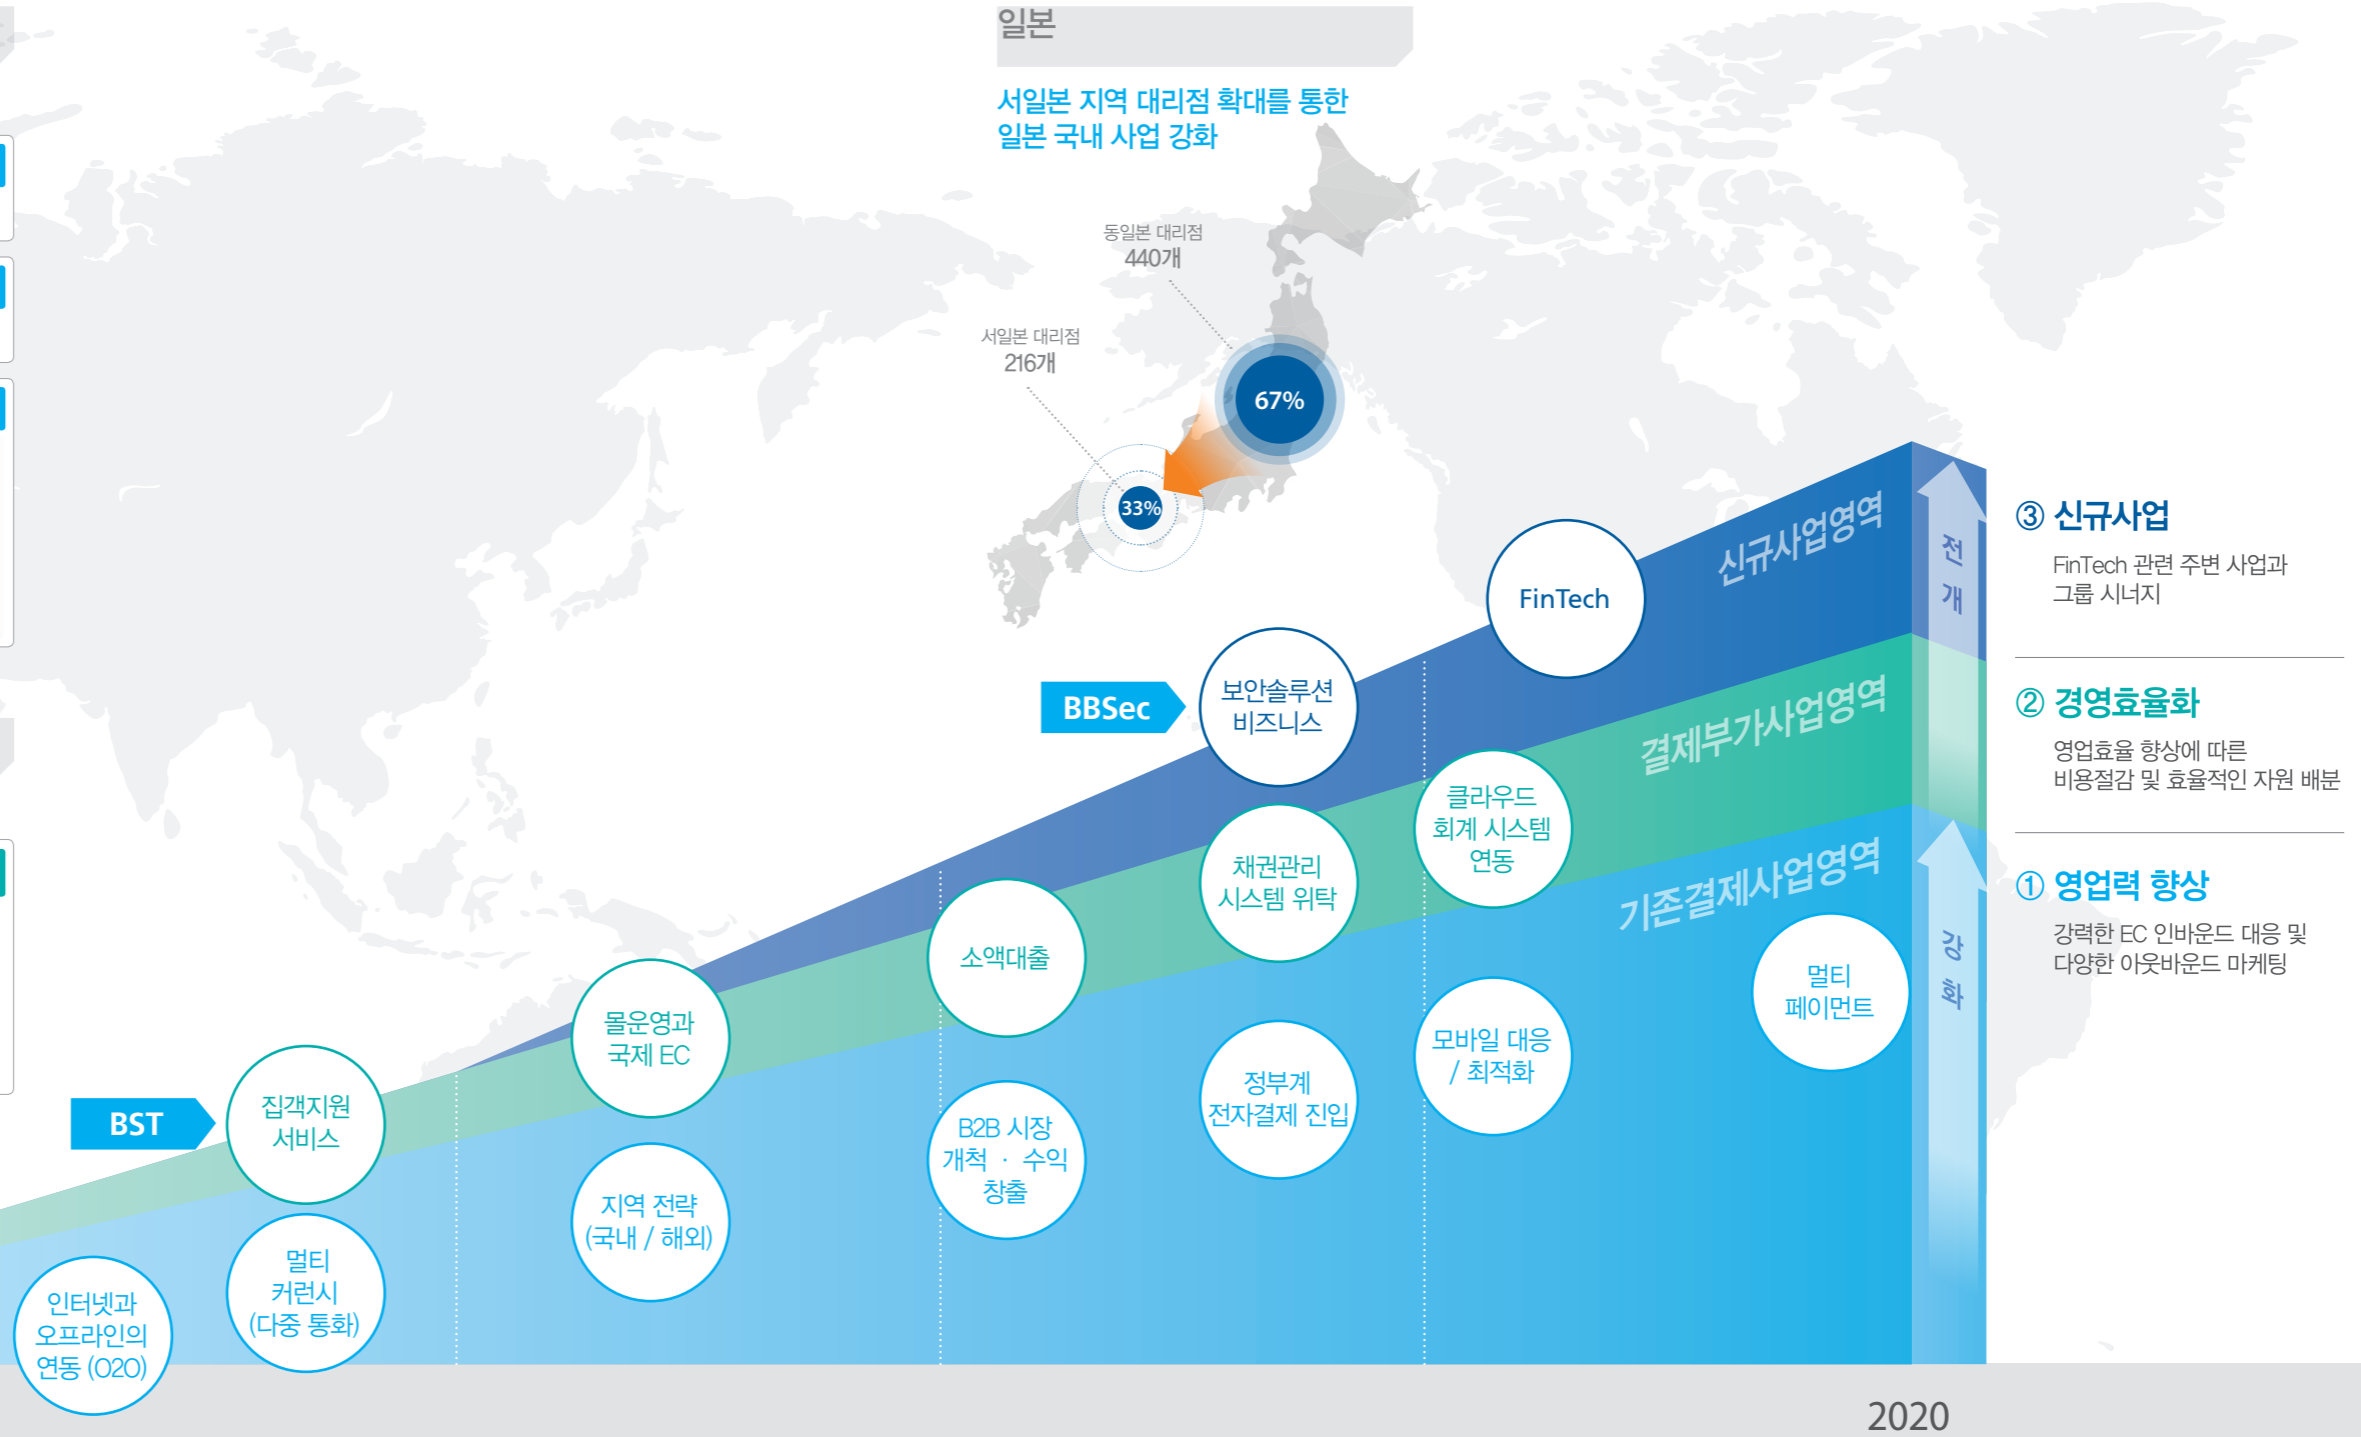 일본
서일본 지역 대리점 확대를 통한
일본 국내 사업 강화
동일본 대리점
440개
서일본 대리점
216개
67%
33%
신규사업영역
결제부가사업영역
기존결제사업영역
전
개
강
화
③ 신규사업
FinTech 관련 주변 사업과
그룹 시너지
② 경영효율화
영업효율 향상에 따른
비용절감 및 효율적인 자원 배분
① 영업력 향상
강력한 EC 인바운드 대응 및
다양한 아웃바운드 마케팅
FinTech
BBSec
보안솔루션
비즈니스
클라우드
회계 시스템
연동
채권관리
시스템 위탁
소액대출
몰운영과
국제 EC
BST
집객지원
서비스
멀티
페이먼트
모바일 대응
/ 최적화
정부계
전자결제 진입
B2B 시장
개척 · 수익
창출
지역 전략
(국내 / 해외)
멀티
커런시
(다중 통화)
인터넷과
오프라인의
연동 (O2O)
2020